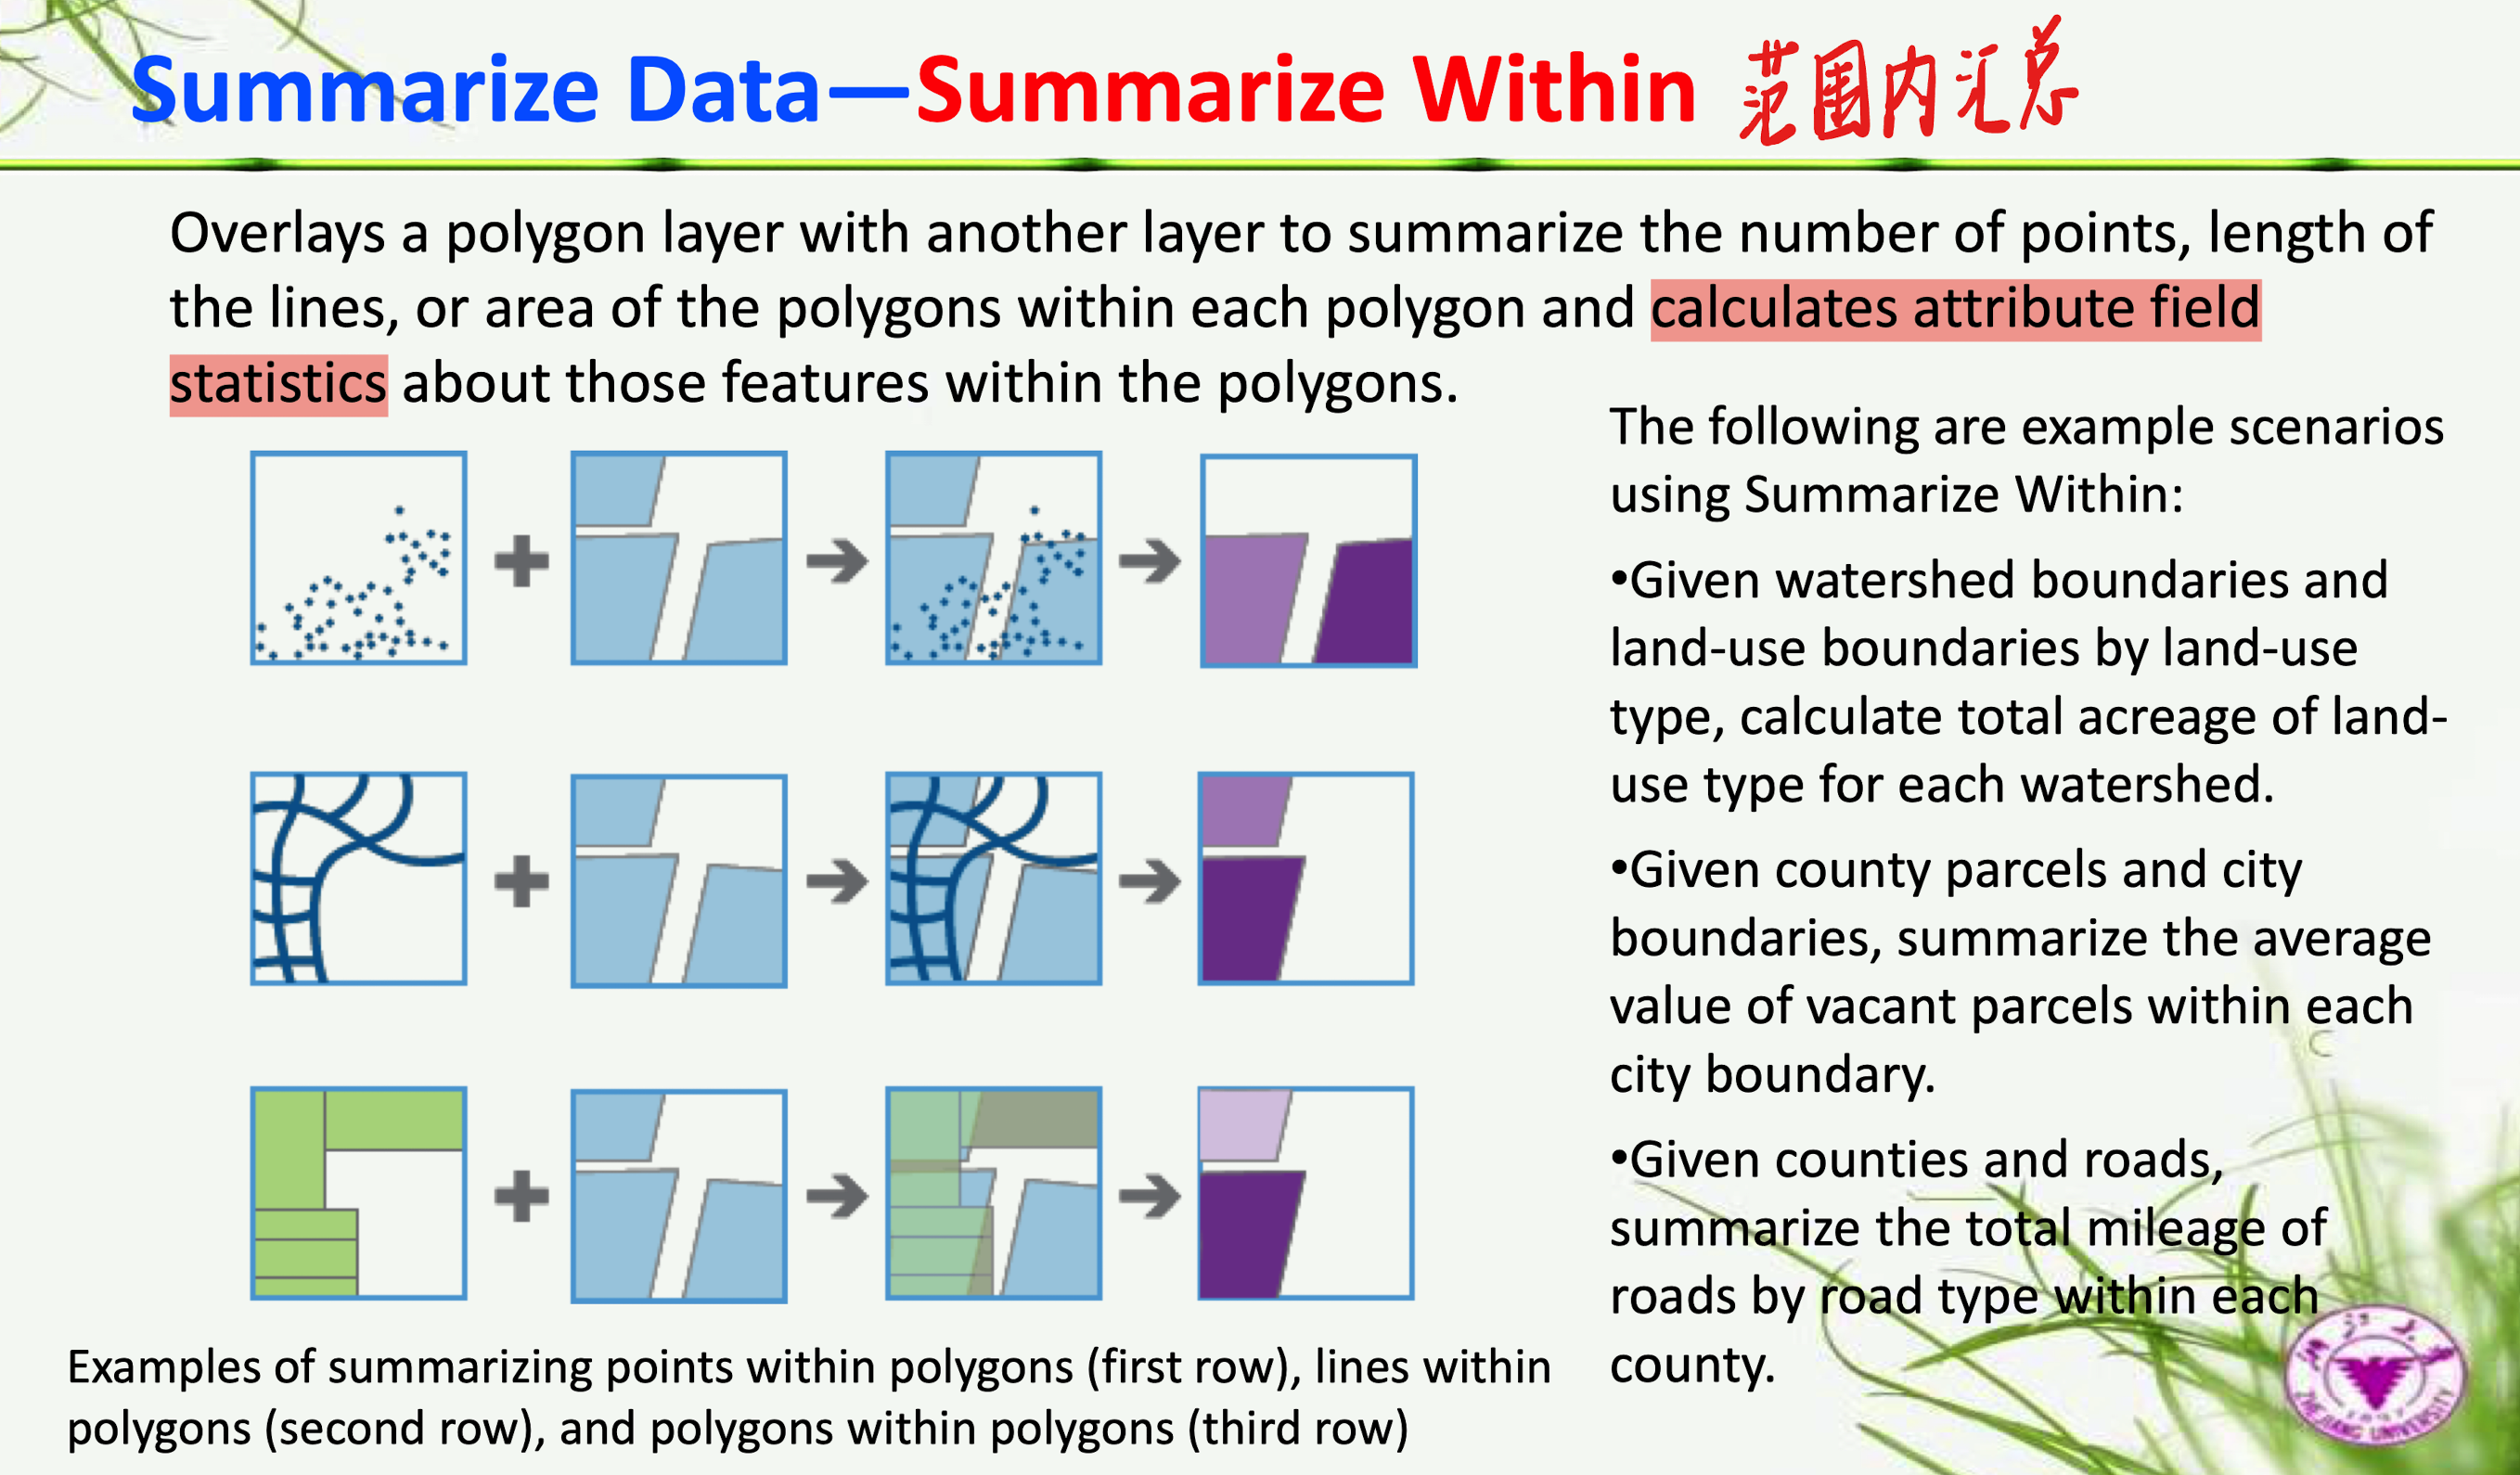 Summarize Data—Summarize Within 范围内汇总
Overlays a polygon layer with another layer to summarize the number of points, length of
the lines, or area of the polygons within each polygon and calculates attribute field
statistics about those features within the polygons.
The following are example scenarios
using Summarize Within:
•Given watershed boundaries and
land-use boundaries by land-use
type, calculate total acreage of land-
use type for each watershed.
•Given county parcels and city
boundaries, summarize the average
value of vacant parcels within each
city boundary.
•Given counties and roads,
summarize the total mileage of
roads by road type within each
county.
Examples of summarizing points within polygons (first row), lines within
polygons (second row), and polygons within polygons (third row)
ZHEJIANG UNIVERSITY